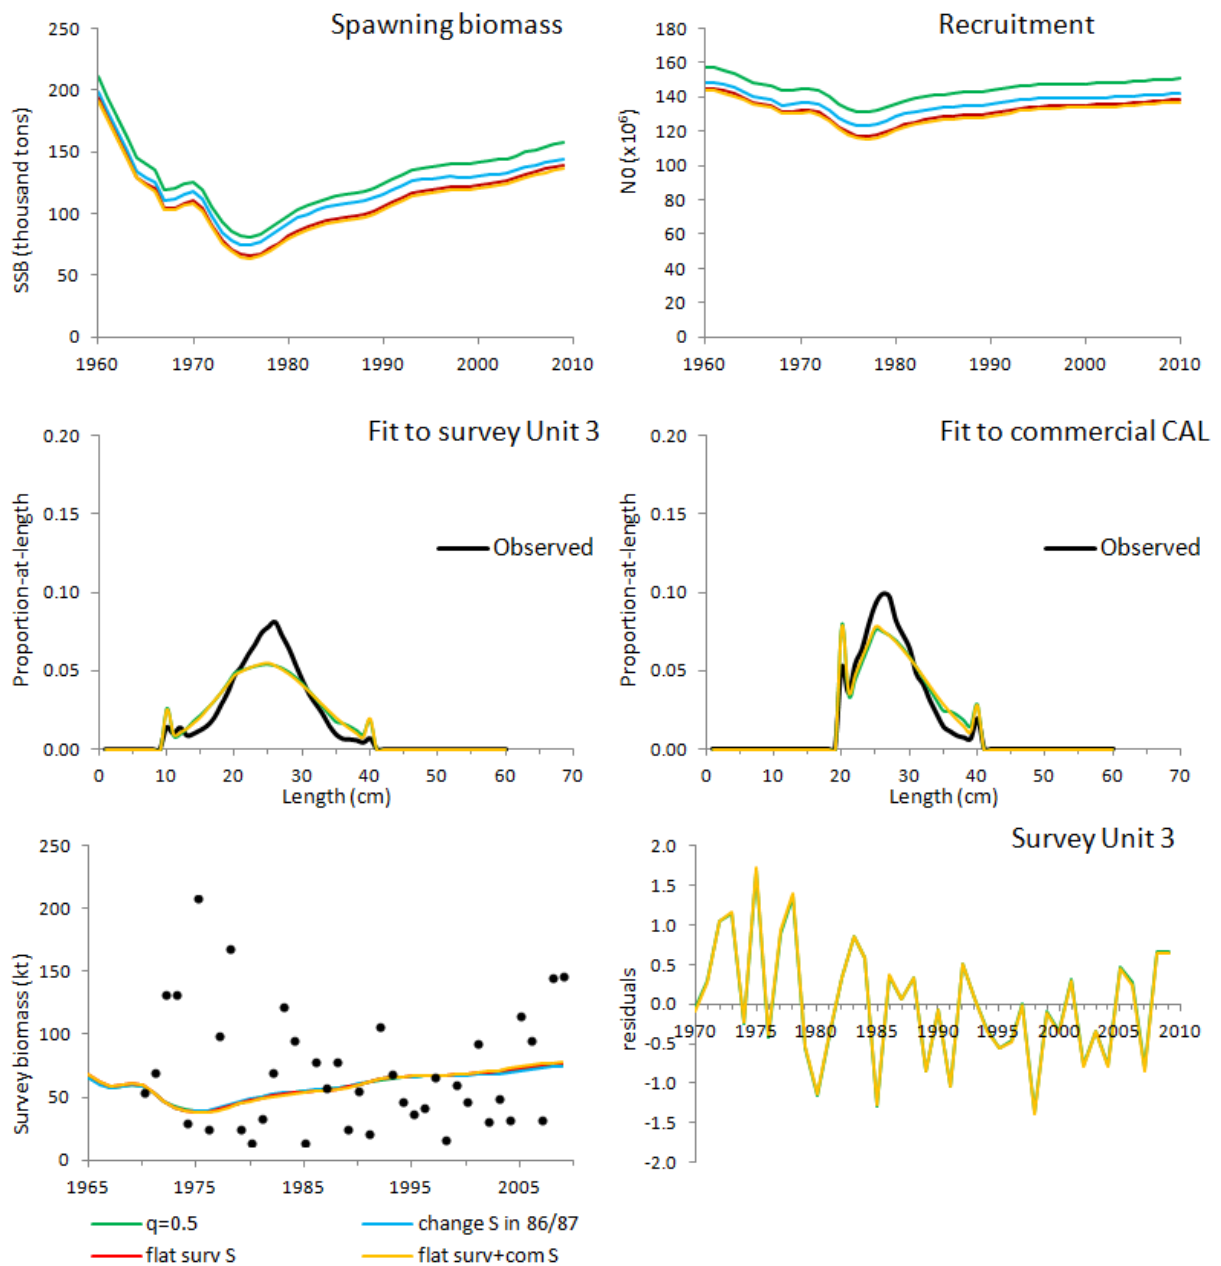 Spawning biomass
SSB (thousand tons)
250
200
150
100
50
0
1960 1970 1980 1990 2000 2010
Recruitment
N0 (x10⁶)
180
160
140
120
100
80
60
40
20
0
1960 1970 1980 1990 2000 2010
Fit to survey Unit 3
Proportion-at-length
0.20
0.15
0.10
0.05
0.00
Observed
0 10 20 30 40 50 60 70
Length (cm)
Fit to commercial CAL
Proportion-at-length
0.20
0.15
0.10
0.05
0.00
Observed
0 10 20 30 40 50 60 70
Length (cm)
Survey biomass (kt)
250
200
150
100
50
0
1965 1975 1985 1995 2005
Survey Unit 3
residuals
2.0
1.5
1.0
0.5
0.0
-0.5
-1.0
-1.5
-2.0
1970 1975 1980 1985 1990 1995 2000 2005 2010
q=0.5
change S in 86/87
flat surv S
flat surv+com S